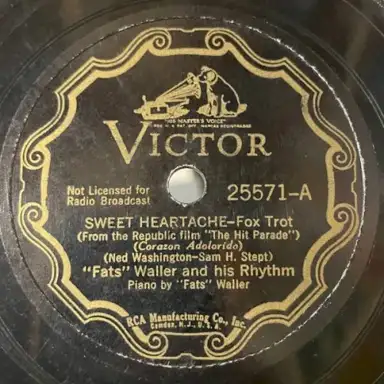 "HIS MASTER'S VOICE"
VICTOR
Not Licensed for
Radio Broadcast
25571-A
SWEET HEARTACHE-Fox Trot
(From the Republic film "The Hit Parade")
(Corazon Adolorido)
(Ned Washington-Sam H. Stept)
"Fats" Waller and his Rhythm
Piano by "Fats" Waller
RCA Manufacturing Co., Inc.
Camden, N.J., U.S.A.